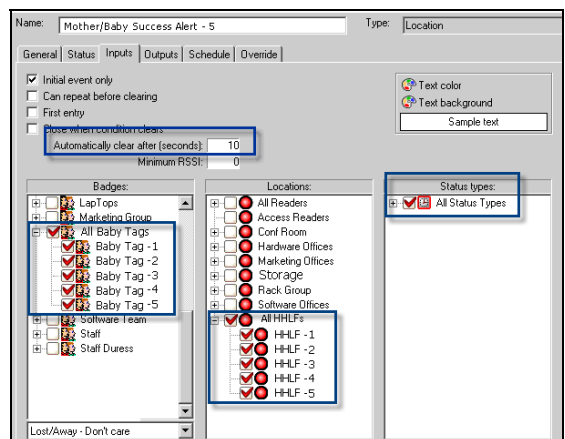 Name: Mother/Baby Success Alert - 5 Type: Location
General Status Inputs Outputs Schedule Override
Initial event only
Can repeat before clearing
First entry
Close when condition clears
Automatically clear after (seconds): 10
Minimum RSSI: 0
Text color
Text background
Sample text
Badges:
LapTops
Marketing Group
All Baby Tags
Baby Tag -1
Baby Tag -2
Baby Tag -3
Baby Tag -4
Baby Tag -5
Software Team
Staff
Staff Duress
Lost/Away - Don't care
Locations:
All Readers
Access Readers
Conf Room
Hardware Offices
Marketing Offices
Storage
Rack Group
Software Offices
All HHLFs
HHLF -1
HHLF -2
HHLF -3
HHLF -4
HHLF -5
Status types:
All Status Types